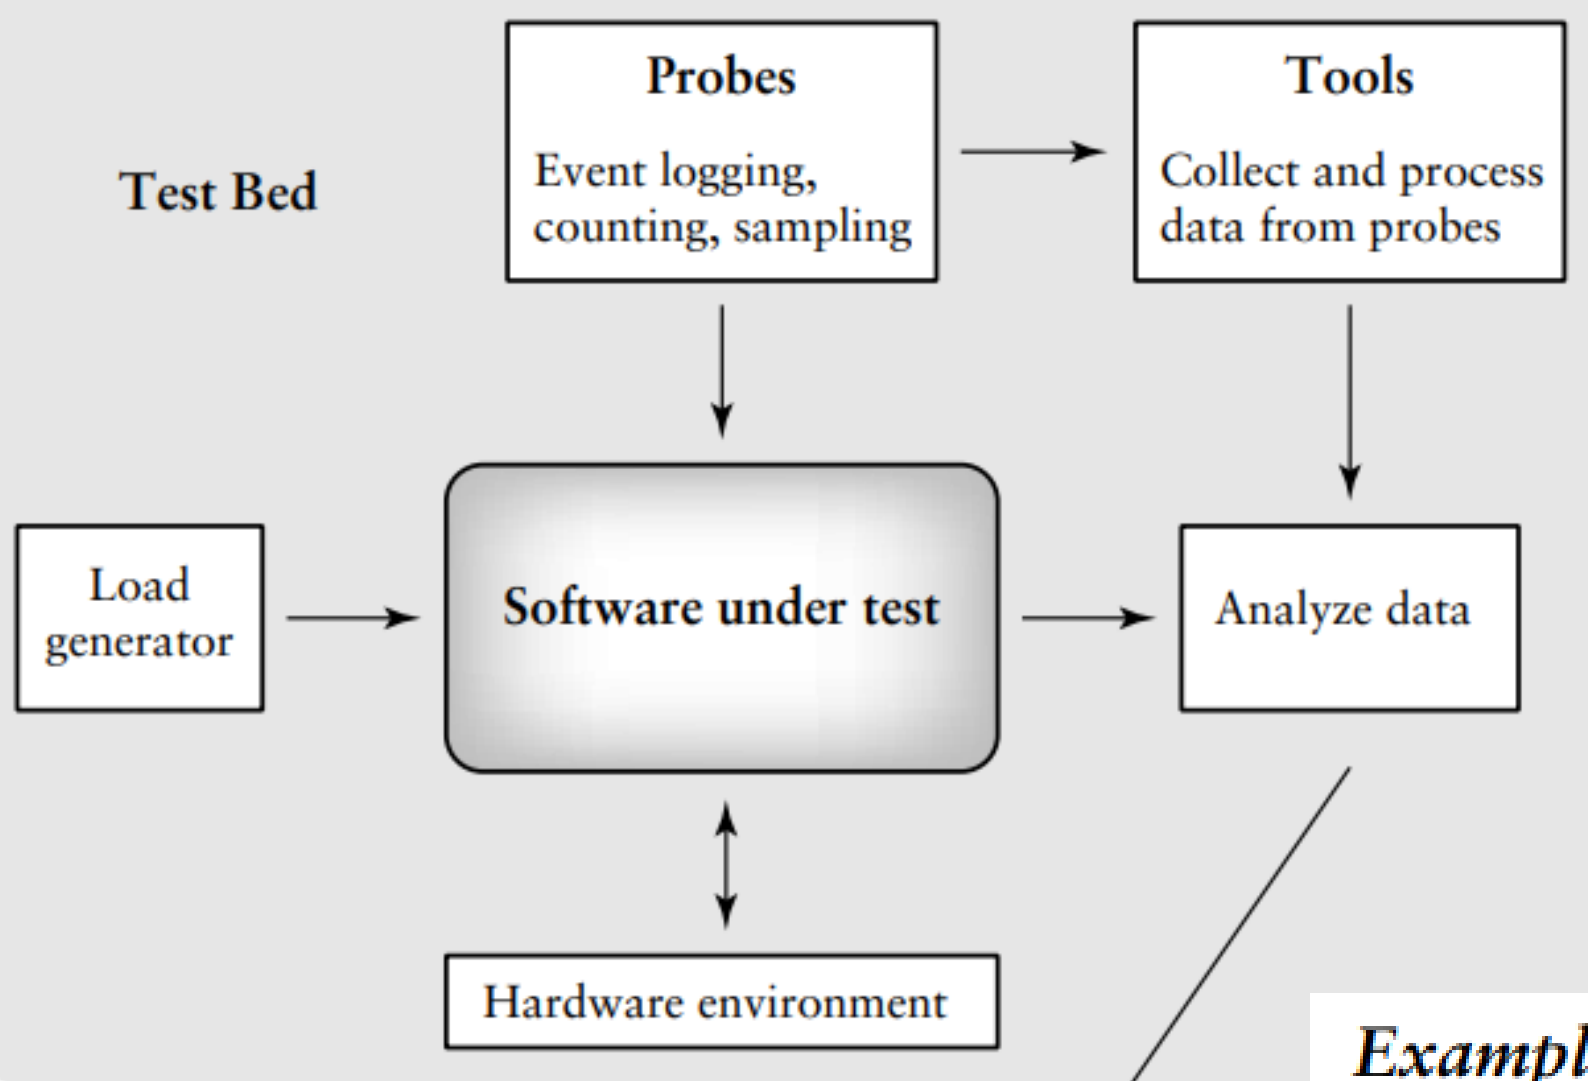 Probes
Event logging,
counting, sampling
Tools
Collect and process
data from probes
Test Bed
Load
generator
Software under test
Analyze data
Hardware environment